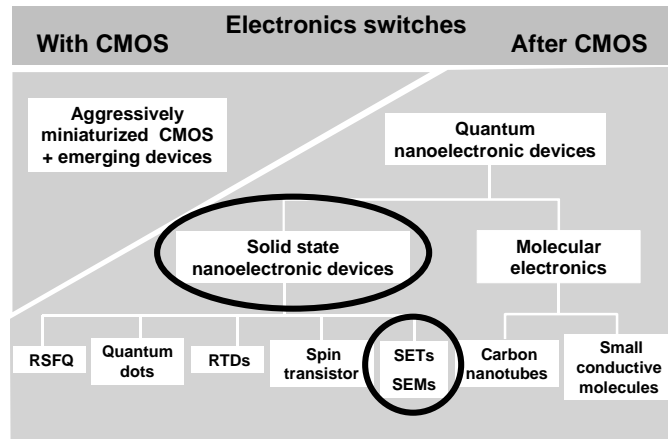 Electronics switches
With CMOS
After CMOS
Aggressively
miniaturized CMOS
+ emerging devices
Quantum
nanoelectronic devices
Solid state
nanoelectronic devices
Molecular
electronics
RSFQ
Quantum
dots
RTDs
Spin
transistor
SETs
SEMs
Carbon
nanotubes
Small
conductive
molecules